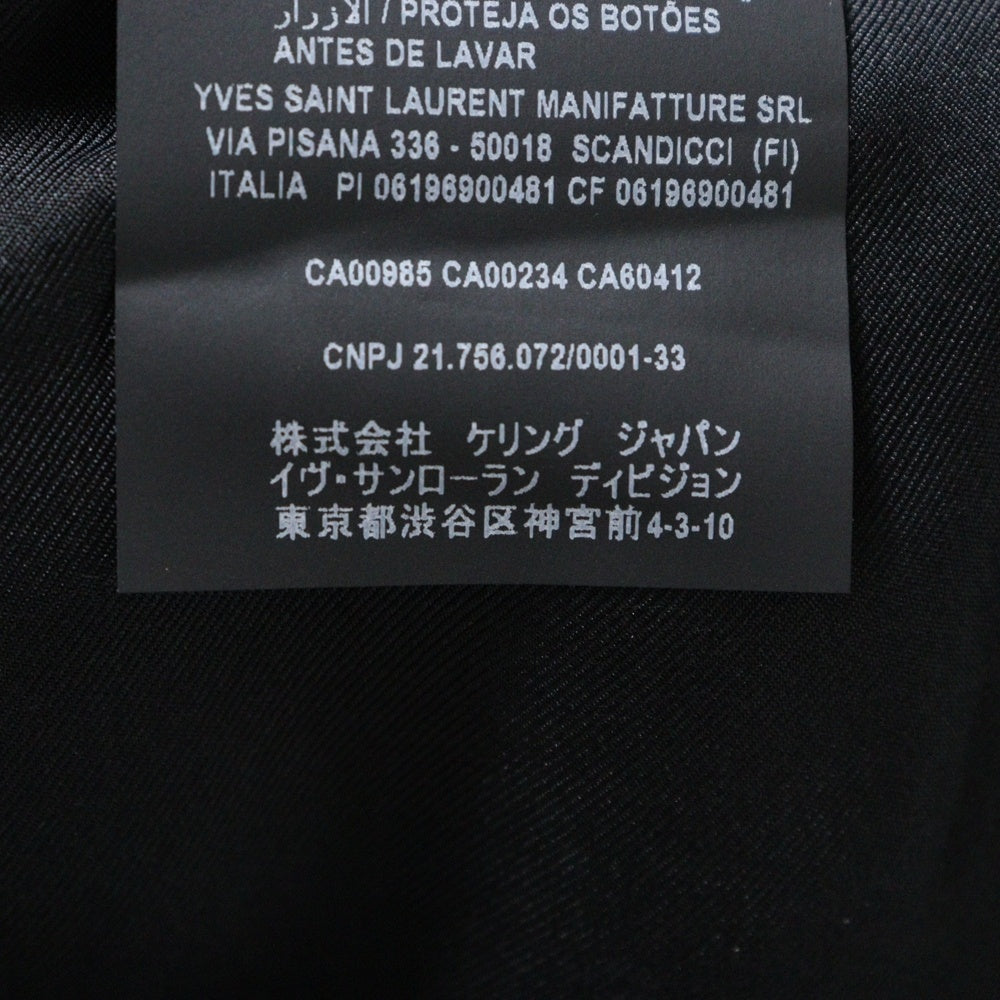 الازرار / PROTEJA OS BOTÕES
ANTES DE LAVAR
YVES SAINT LAURENT MANIFATTURE SRL
VIA PISANA 336 - 50018 SCANDICCI (FI)
ITALIA PI 06196900481 CF 06196900481
CA00985 CA00234 CA60412
CNPJ 21.756.072/0001-33
株式会社 ケリング ジャパン
イヴ・サンローラン ディビジョン
東京都渋谷区神宮前4-3-10